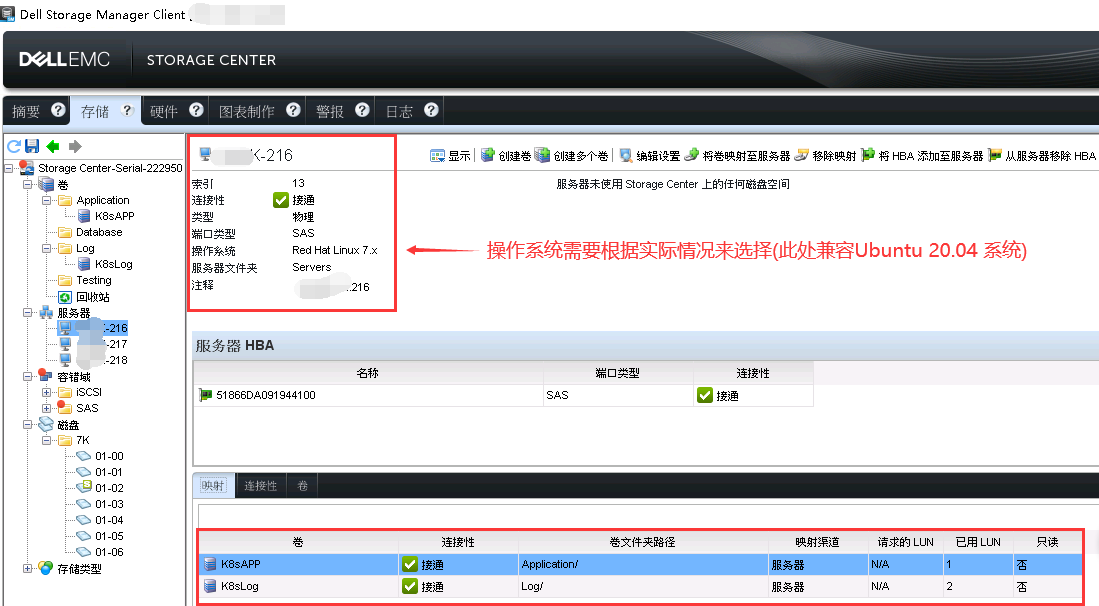 Dell Storage Manager Client
DELLEMC STORAGE CENTER
摘要 ? 存储 ? 硬件 ? 图表制作 ? 警报 ? 日志 ?
Storage Center-Serial-222950
卷
Application
K8sAPP
Database
Log
K8sLog
Testing
回收站
服务器
-216
-217
-218
容错域
iSCSI
SAS
磁盘
7K
01-00
01-01
01-02
01-03
01-04
01-05
01-06
存储类型
K-216
显示 创建卷 创建多个卷 编辑设置 将卷映射至服务器 移除映射 将 HBA 添加至服务器 从服务器移除 HBA
索引 13
连接性 接通
类型 物理
端口类型 SAS
操作系统 Red Hat Linux 7.x
服务器文件夹 Servers
注释 .216
服务器未使用 Storage Center 上的任何磁盘空间
操作系统需要根据实际情况来选择(此处兼容Ubuntu 20.04 系统)
服务器 HBA
名称 端口类型 连接性
51866DA091944100 SAS 接通
映射 连接性 卷
卷 连接性 卷文件夹路径 映射渠道 请求的 LUN 已用 LUN 只读
K8sAPP 接通 Application/ 服务器 N/A 1 否
K8sLog 接通 Log/ 服务器 N/A 2 否